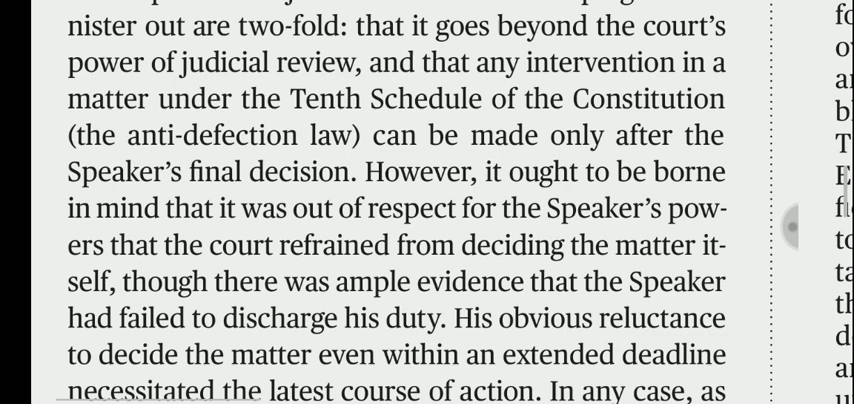 nister out are two-fold: that it goes beyond the court’s
power of judicial review, and that any intervention in a
matter under the Tenth Schedule of the Constitution
(the anti-defection law) can be made only after the
Speaker’s final decision. However, it ought to be borne
in mind that it was out of respect for the Speaker’s pow-
ers that the court refrained from deciding the matter it-
self, though there was ample evidence that the Speaker
had failed to discharge his duty. His obvious reluctance
to decide the matter even within an extended deadline
necessitated the latest course of action. In any case, as